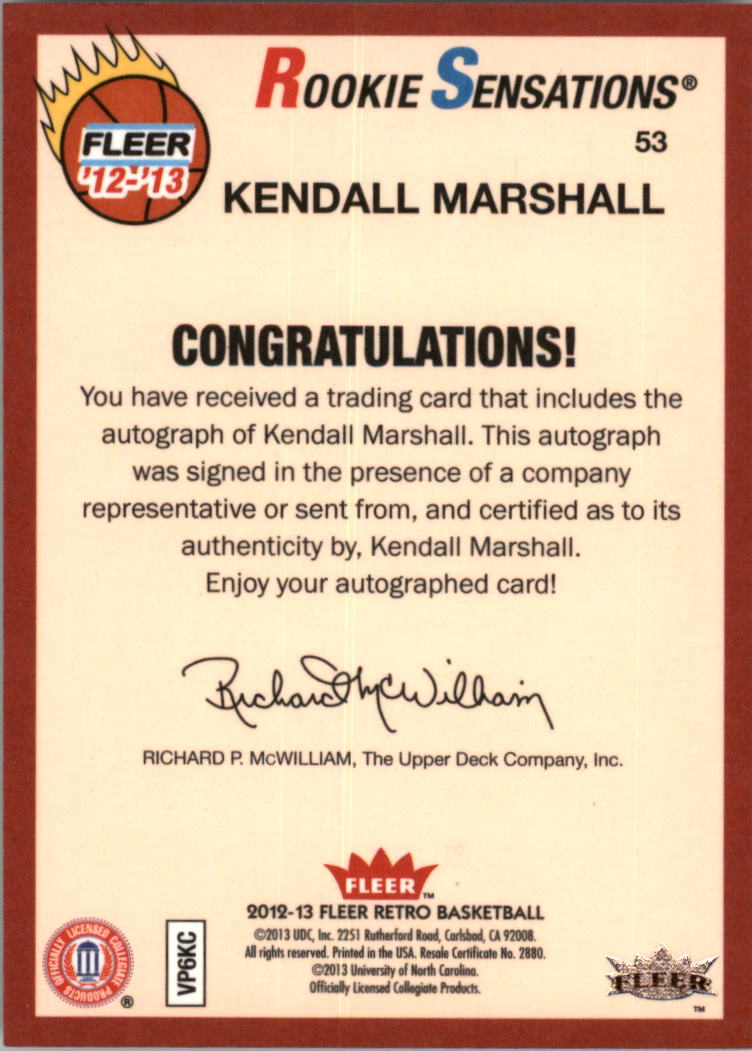 ROOKIE SENSATIONS®
FLEER
'12-'13
53
KENDALL MARSHALL
CONGRATULATIONS!
You have received a trading card that includes the
autograph of Kendall Marshall. This autograph
was signed in the presence of a company
representative or sent from, and certified as to its
authenticity by, Kendall Marshall.
Enjoy your autographed card!
Richard McWilliam
RICHARD P. McWILLIAM, The Upper Deck Company, Inc.
FLEER™
2012-13 FLEER RETRO BASKETBALL
©2013 UDC, Inc. 2251 Rutherford Road, Carlsbad, CA 92008.
All rights reserved. Printed in the USA. Resale Certificate No. 2880.
©2013 University of North Carolina.
Officially Licensed Collegiate Products.
OFFICIALLY LICENSED COLLEGIATE PRODUCTS ®
VP6KC
FLEER
TM